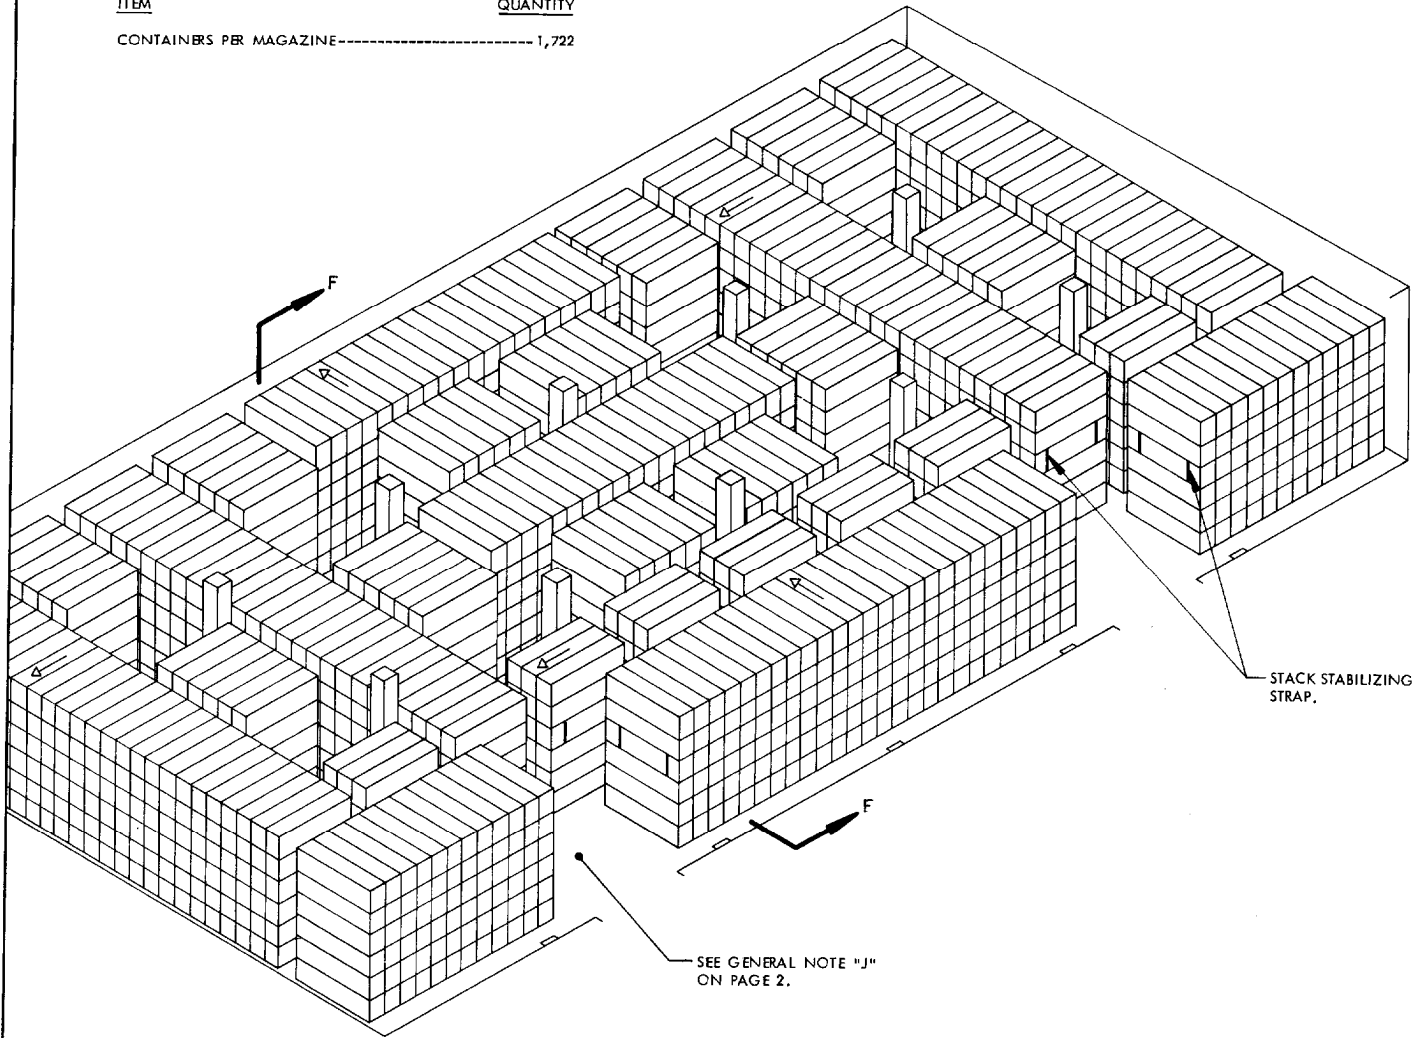 ITEM QUANTITY
CONTAINERS PER MAGAZINE------------------------1,722
F
STACK STABILIZING
STRAP.
F
SEE GENERAL NOTE "J"
ON PAGE 2.